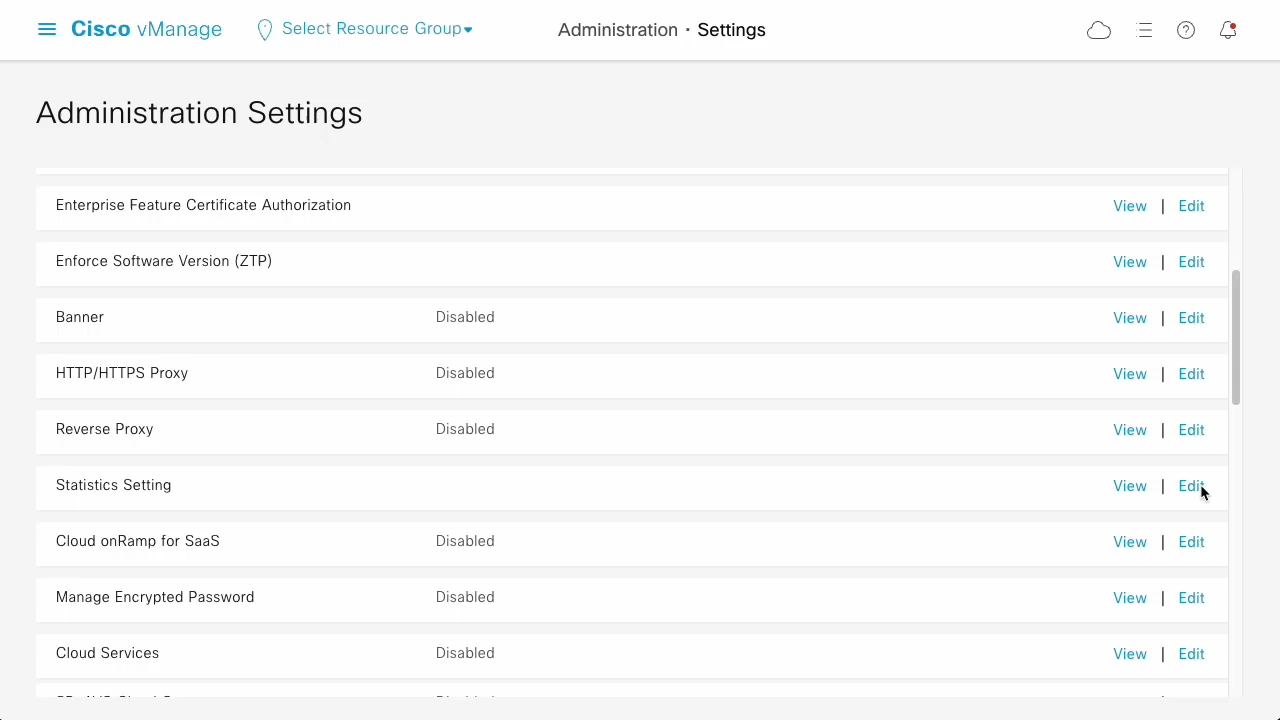 Cisco vManage
Select Resource Group
Administration · Settings
Administration Settings
Enterprise Feature Certificate Authorization View | Edit
Enforce Software Version (ZTP) View | Edit
Banner Disabled View | Edit
HTTP/HTTPS Proxy Disabled View | Edit
Reverse Proxy Disabled View | Edit
Statistics Setting View | Edit
Cloud onRamp for SaaS Disabled View | Edit
Manage Encrypted Password Disabled View | Edit
Cloud Services Disabled View | Edit